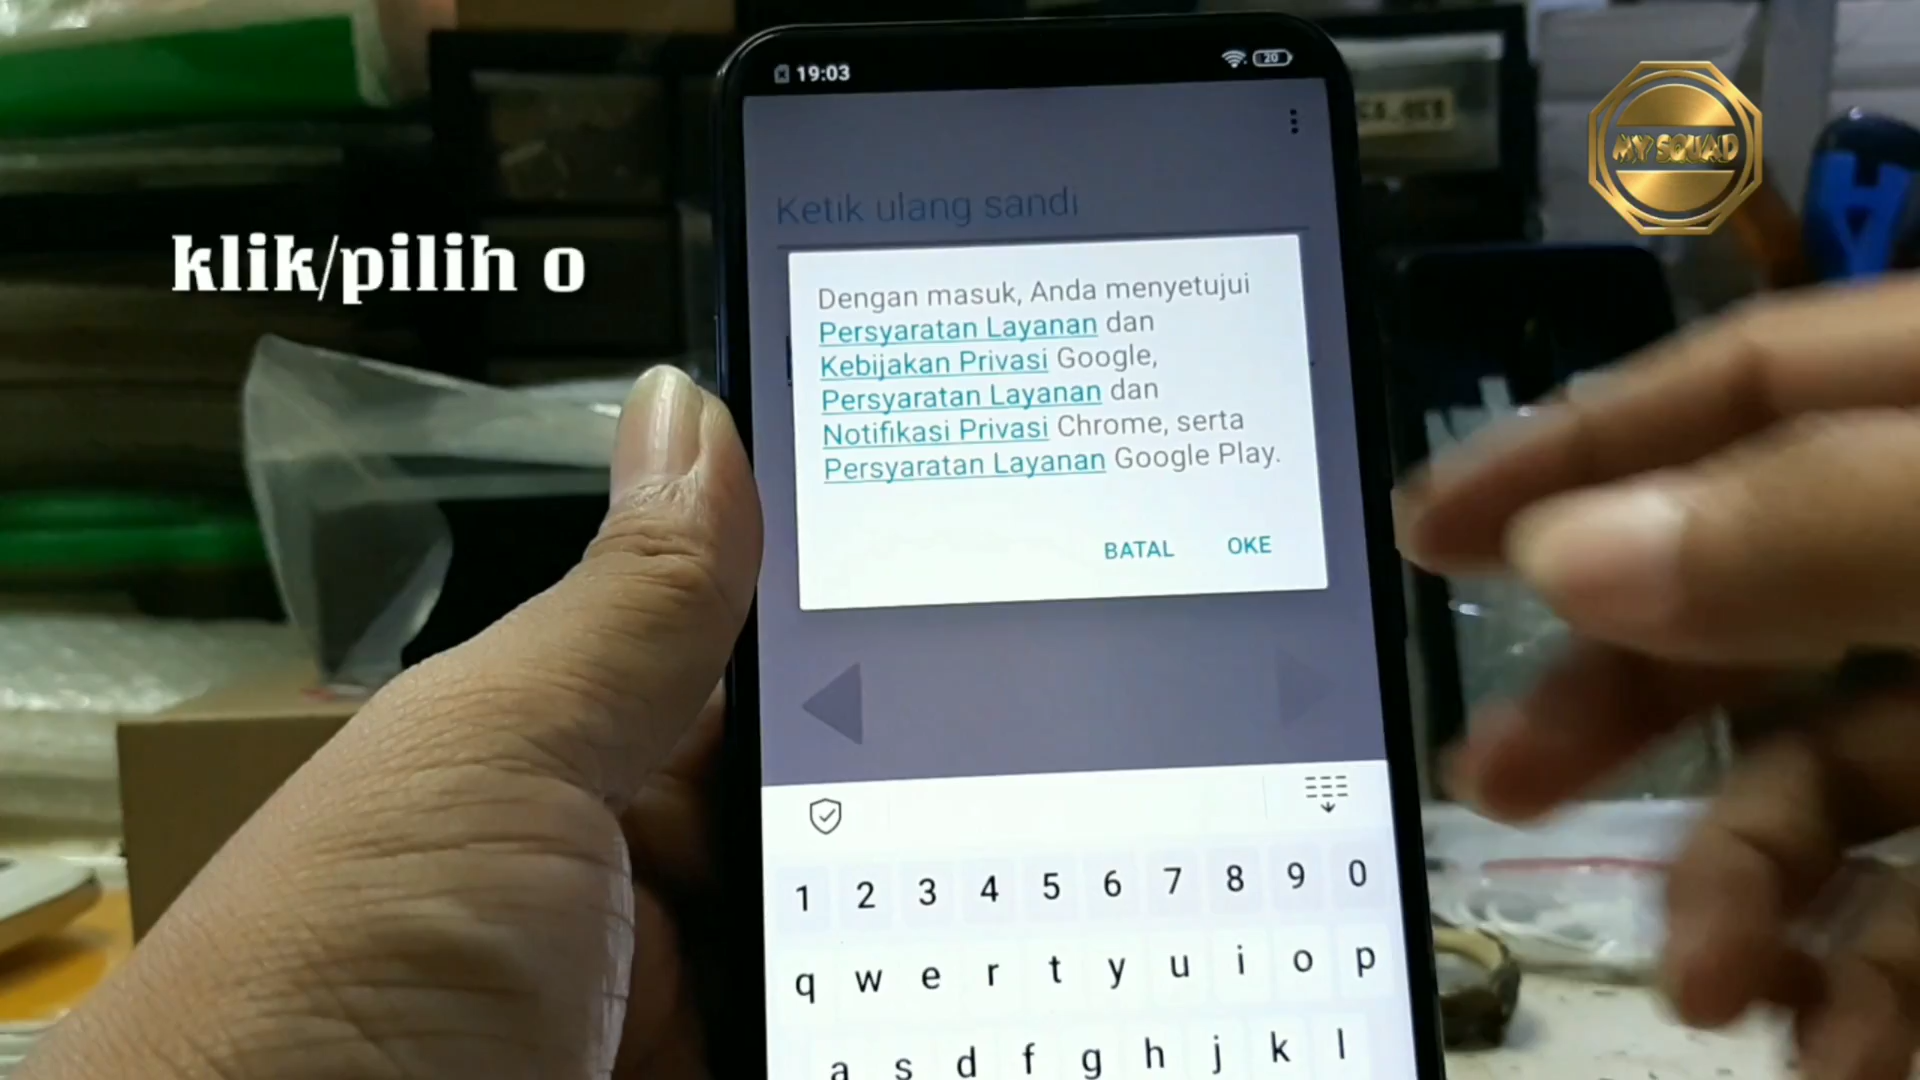 19:03
20
MY SQUAD
Ketik ulang sandi
klik/pilih o
Dengan masuk, Anda menyetujui
Persyaratan Layanan dan
Kebijakan Privasi Google,
Persyaratan Layanan dan
Notifikasi Privasi Chrome, serta
Persyaratan Layanan Google Play.
BATAL OKE
1 2 3 4 5 6 7 8 9 0
q w e r t y u i o p
a s d f g h j k l